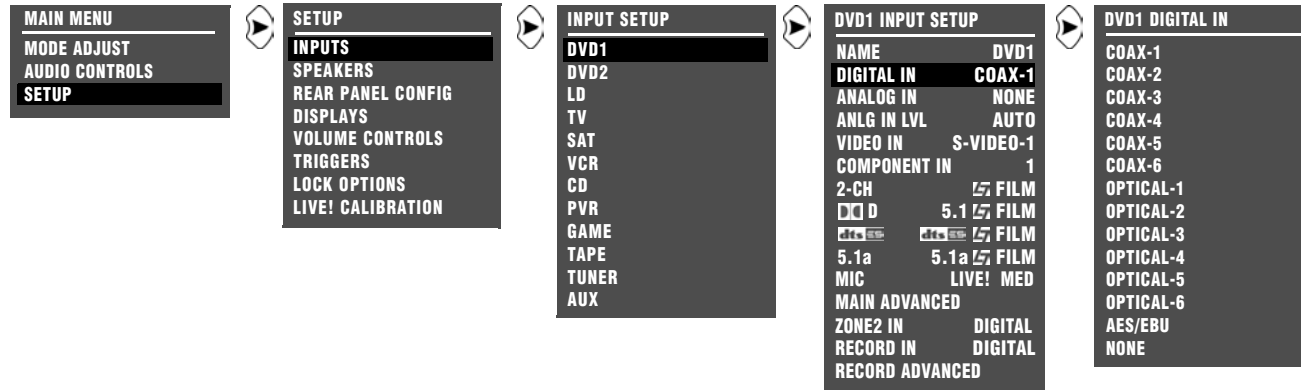 MAIN MENU
MODE ADJUST
AUDIO CONTROLS
SETUP
SETUP
INPUTS
SPEAKERS
REAR PANEL CONFIG
DISPLAYS
VOLUME CONTROLS
TRIGGERS
LOCK OPTIONS
LIVE! CALIBRATION
INPUT SETUP
DVD1
DVD2
LD
TV
SAT
VCR
CD
PVR
GAME
TAPE
TUNER
AUX
DVD1 INPUT SETUP
NAME DVD1
DIGITAL IN COAX-1
ANALOG IN NONE
ANLG IN LVL AUTO
VIDEO IN S-VIDEO-1
COMPONENT IN 1
2-CH FILM
D 5.1 FILM
dts ES dts ES FILM
5.1a 5.1a FILM
MIC LIVE! MED
MAIN ADVANCED
ZONE2 IN DIGITAL
RECORD IN DIGITAL
RECORD ADVANCED
DVD1 DIGITAL IN
COAX-1
COAX-2
COAX-3
COAX-4
COAX-5
COAX-6
OPTICAL-1
OPTICAL-2
OPTICAL-3
OPTICAL-4
OPTICAL-5
OPTICAL-6
AES/EBU
NONE